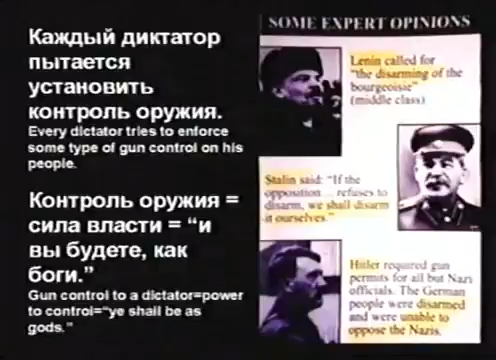 Каждый диктатор
пытается
установить
контроль оружия.
Every dictator tries to enforce
some type of gun control on his
people.
Контроль оружия =
сила власти = “и
вы будете, как
боги.”
Gun control to a dictator=power
to control=“ye shall be as
gods.”
SOME EXPERT OPINIONS
Lenin called for
“the disarming of the
bourgeoisie”
(middle class)
Stalin said: “If the
opposition... refuses to
disarm, we shall disarm
it ourselves.”
Hitler required gun
permits for all but Nazi
officials. The German
people were disarmed
and were unable to
oppose the Nazis.